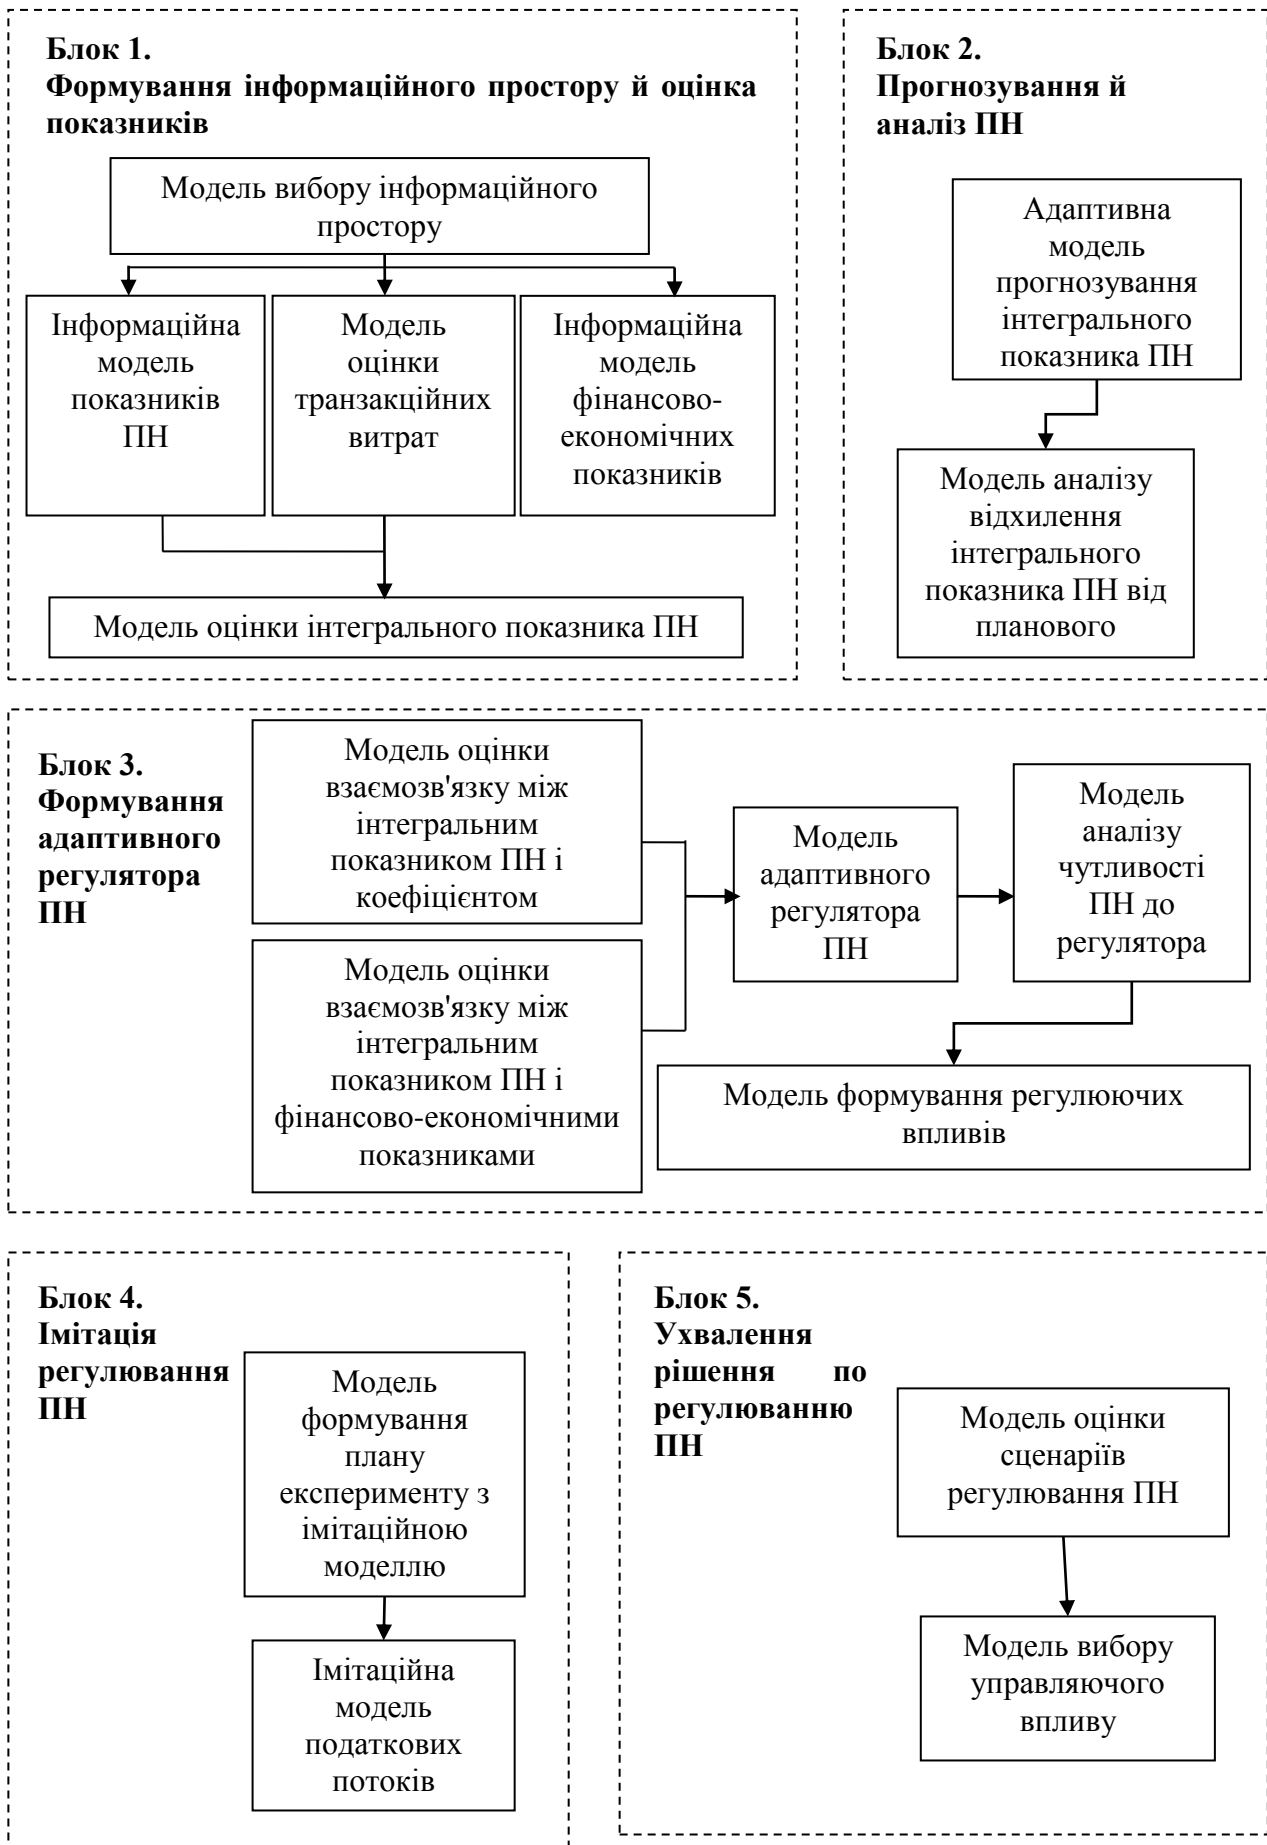 Блок 1.
Формування інформаційного простору й оцінка
показників
Модель вибору інформаційного
простору
Інформаційна
модель
показників
ПН
Модель
оцінки
транзакційних
витрат
Інформаційна
модель
фінансово-
економічних
показників
Модель оцінки інтегрального показника ПН
Блок 2.
Прогнозування й
аналіз ПН
Адаптивна
модель
прогнозування
інтегрального
показника ПН
Модель аналізу
відхилення
інтегрального
показника ПН від
планового
Блок 3.
Формування
адаптивного
регулятора
ПН
Модель оцінки
взаємозв'язку між
інтегральним
показником ПН і
коефіцієнтом
Модель оцінки
взаємозв'язку між
інтегральним
показником ПН і
фінансово-економічними
показниками
Модель
адаптивного
регулятора
ПН
Модель
аналізу
чутливості
ПН до
регулятора
Модель формування регулюючих
впливів
Блок 4.
Імітація
регулювання
ПН
Модель
формування
плану
експерименту з
імітаційною
моделлю
Імітаційна
модель
податкових
потоків
Блок 5.
Ухвалення
рішення по
регулюванню
ПН
Модель оцінки
сценаріїв
регулювання ПН
Модель вибору
управляючого
впливу